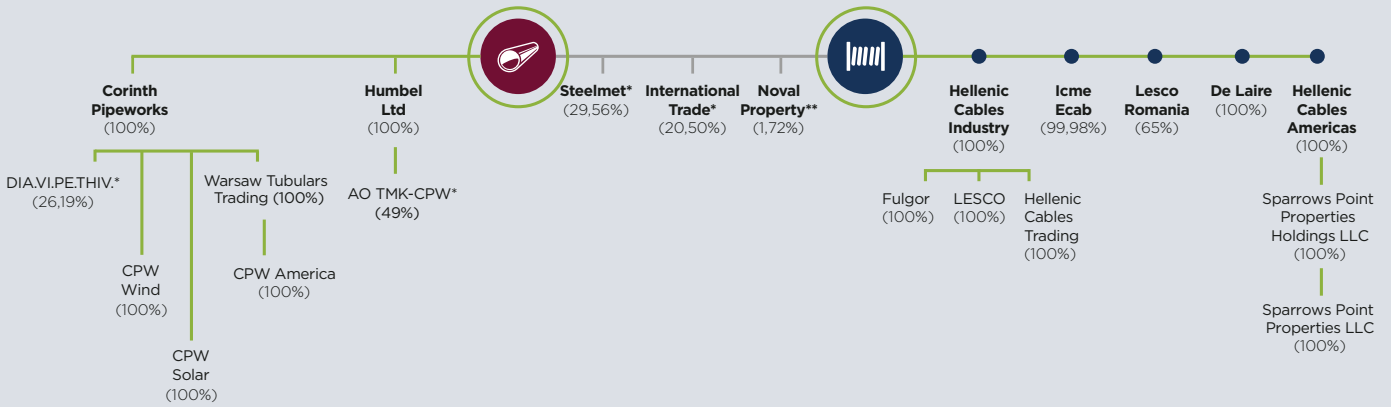 Corinth
Pipeworks
(100%)
Humbel
Ltd
(100%)
Steelmet*
(29,56%)
International
Trade*
(20,50%)
Noval
Property**
(1,72%)
Hellenic
Cables
Industry
(100%)
Icme
Ecab
(99,98%)
Lesco
Romania
(65%)
De Laire
(100%)
Hellenic
Cables
Americas
(100%)
DIA.VI.PE.THIV.*
(26,19%)
CPW
Wind
(100%)
CPW
Solar
(100%)
Warsaw Tubulars
Trading (100%)
CPW America
(100%)
AO TMK-CPW*
(49%)
Fulgor
(100%)
LESCO
(100%)
Hellenic
Cables
Trading
(100%)
Sparrows Point
Properties
Holdings LLC
(100%)
Sparrows Point
Properties LLC
(100%)